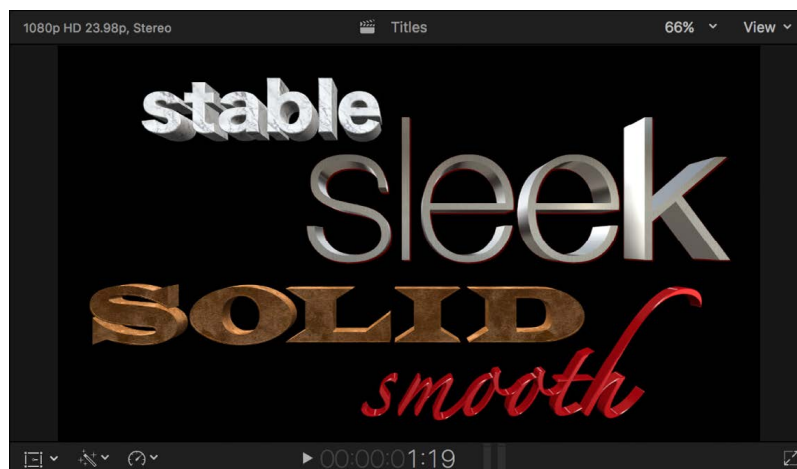 1080p HD 23.98p, Stereo Titles 66% View
stable
sleek
SOLID
smooth
00:00:01:19